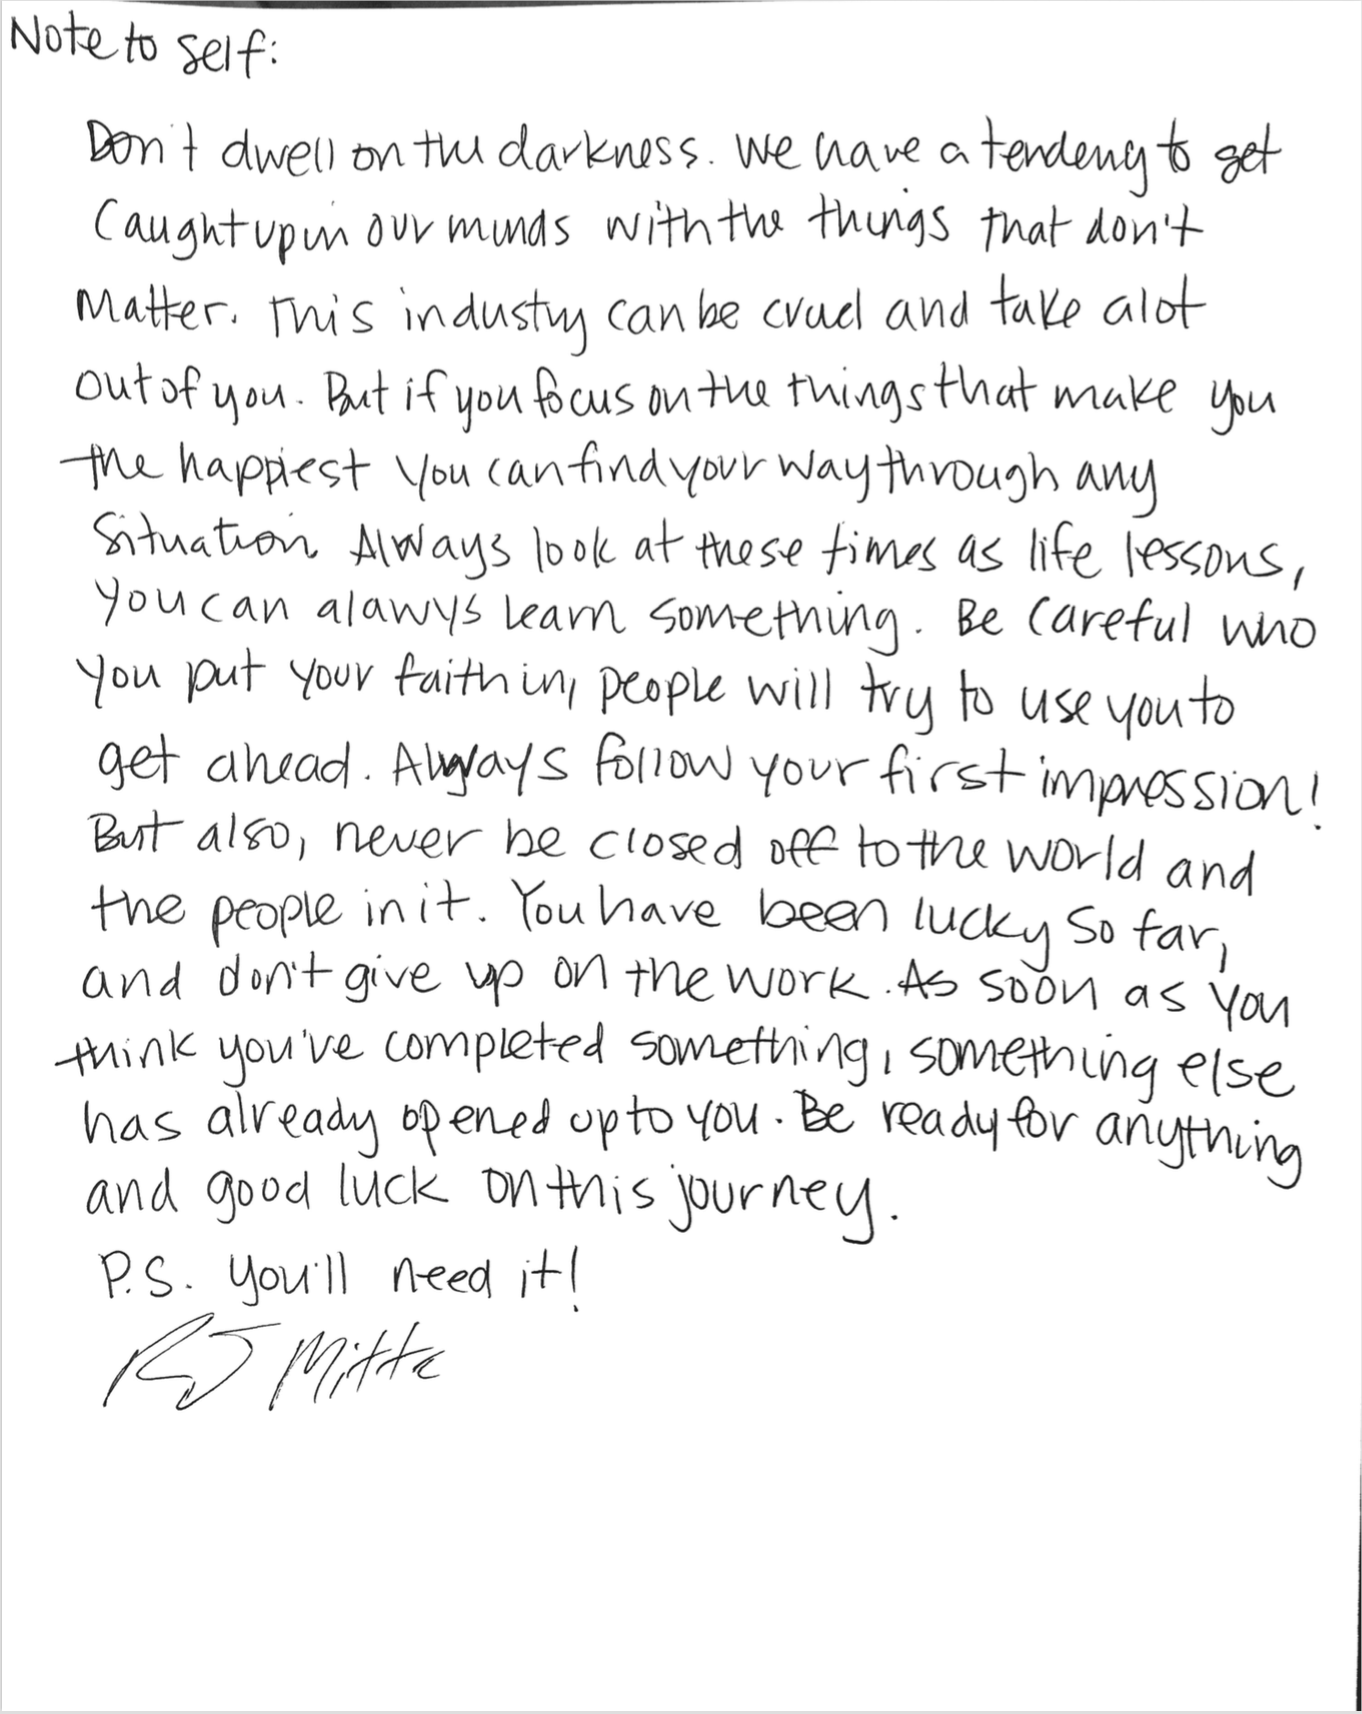 Note to self:
Don't dwell on the darkness. We have a tendency to get
Caught up in our minds with the things that don't
Matter. This industry can be cruel and take alot
out of you. But if you focus on the things that make you
the happiest you can find your way through any
Situation. Always look at these times as life lessons,
you can alawys learn something. Be careful who
you put your faith in, people will try to use you to
get ahead. Always follow your first impression!
But also, never be closed off to the world and
the people in it. You have been lucky so far,
and don't give up on the work. As soon as you
think you've completed something, something else
has already opened up to you. Be ready for anything
and good luck on this journey.
P.S. you'll need it!
RJ Mitte